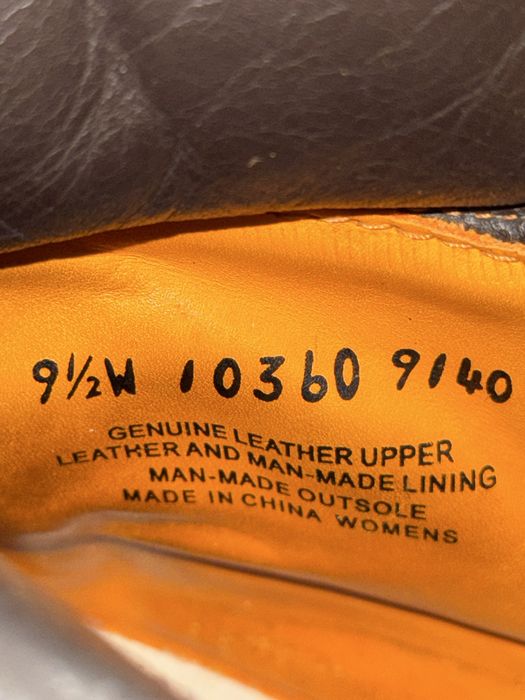 9½W 10360 9140
GENUINE LEATHER UPPER
LEATHER AND MAN-MADE LINING
MAN-MADE OUTSOLE
MADE IN CHINA WOMENS